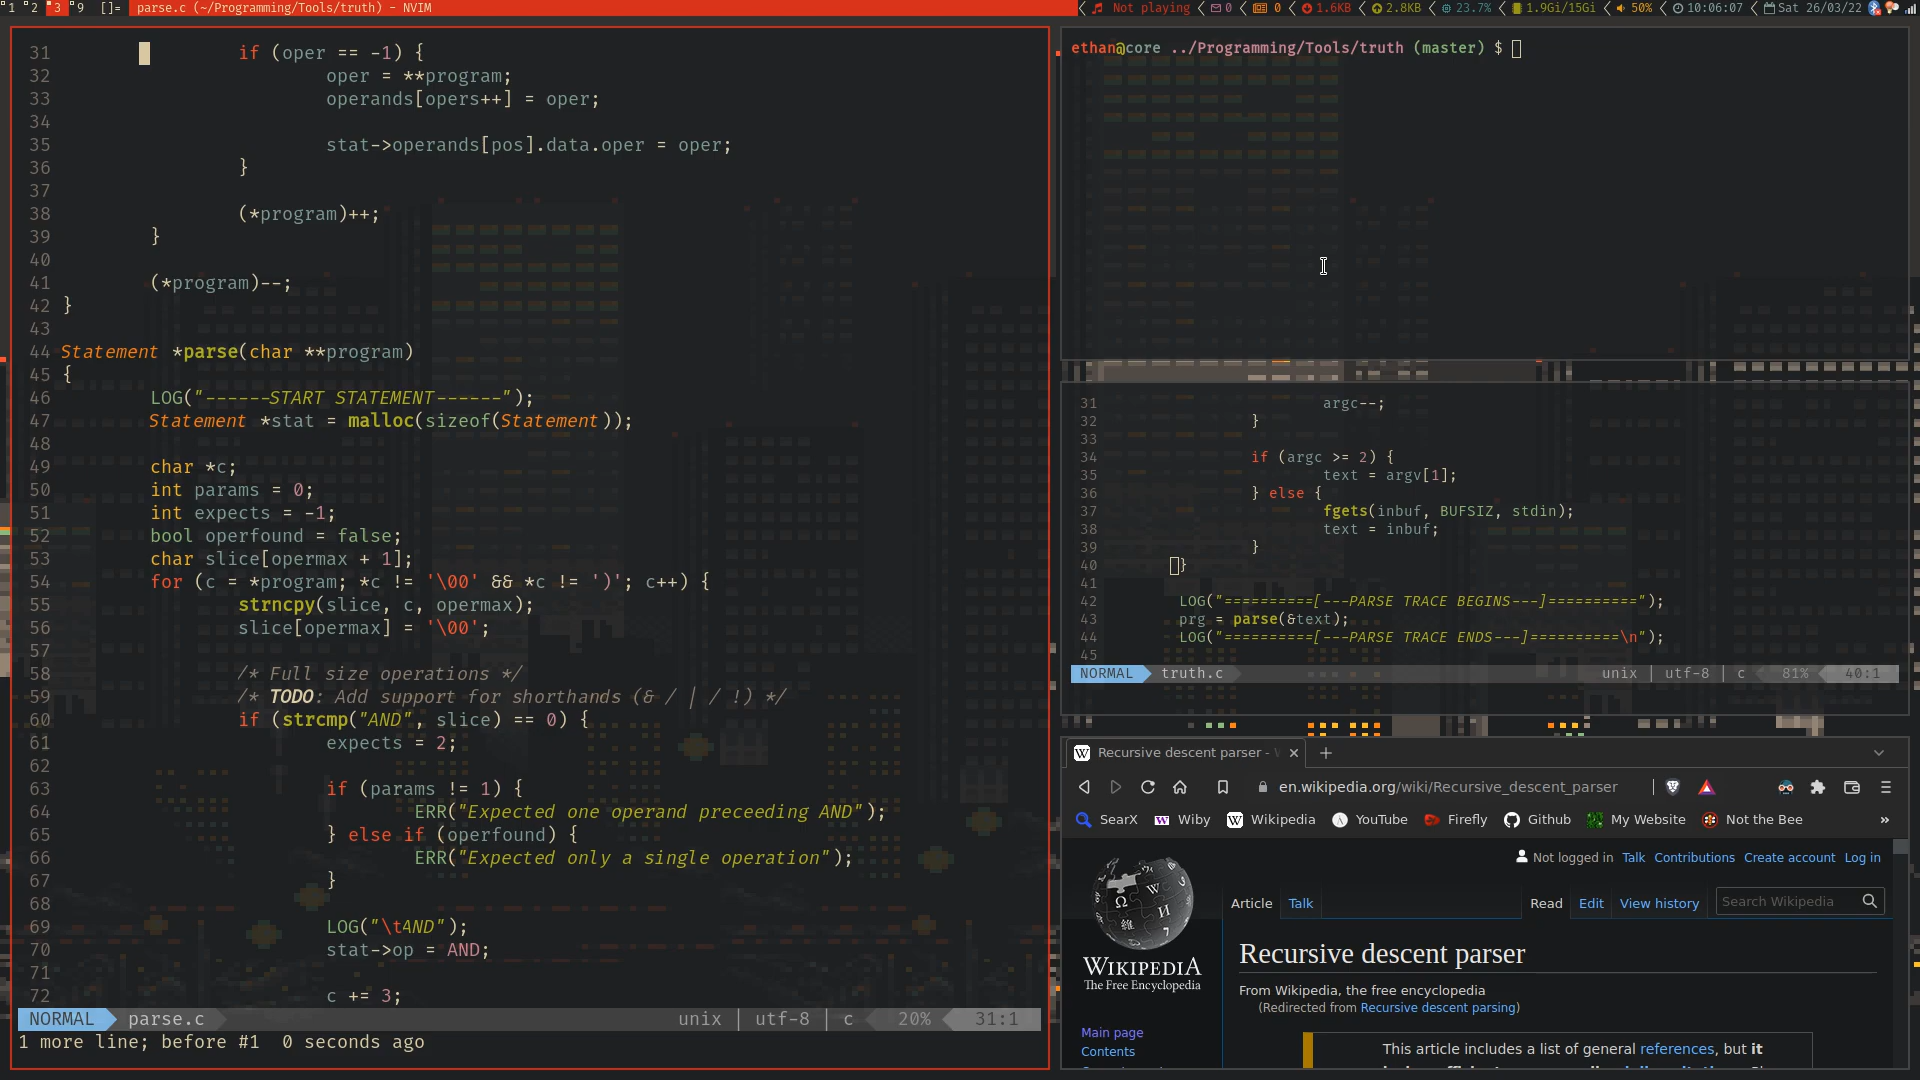 1 2 3 9 []= parse.c (~/Programming/Tools/truth) - NVIM
Not playing 0 0 1.6KB 2.8KB 23.7% 1.9Gi/15Gi 50% 10:06:07 Sat 26/03/22
31 if (oper == -1) {
32 oper = **program;
33 operands[opers++] = oper;
34
35 stat->operands[pos].data.oper = oper;
36 }
37
38 (*program)++;
39 }
40
41 (*program)--;
42 }
43
44 Statement *parse(char **program)
45 {
46 LOG("------START STATEMENT------");
47 Statement *stat = malloc(sizeof(Statement));
48
49 char *c;
50 int params = 0;
51 int expects = -1;
52 bool operfound = false;
53 char slice[opermax + 1];
54 for (c = *program; *c != '\00' && *c != ')'; c++) {
55 strncpy(slice, c, opermax);
56 slice[opermax] = '\00';
57
58 /* Full size operations */
59 /* TODO: Add support for shorthands (& / | / !) */
60 if (strcmp("AND", slice) == 0) {
61 expects = 2;
62
63 if (params != 1) {
64 ERR("Expected one operand preceeding AND");
65 } else if (operfound) {
66 ERR("Expected only a single operation");
67 }
68
69 LOG("\tAND");
70 stat->op = AND;
71
72 c += 3;
NORMAL parse.c unix | utf-8 | c 20% 31:1
1 more line; before #1 0 seconds ago
ethan@core ../Programming/Tools/truth (master) $
31 argc--;
32 }
33
34 if (argc >= 2) {
35 text = argv[1];
36 } else {
37 fgets(inbuf, BUFSIZ, stdin);
38 text = inbuf;
39 }
40 }
41
42 LOG("==========[---PARSE TRACE BEGINS---]==========");
43 prg = parse(&text);
44 LOG("==========[---PARSE TRACE ENDS---]==========\n");
45
NORMAL truth.c unix | utf-8 | c 81% 40:1
Recursive descent parser -
en.wikipedia.org/wiki/Recursive_descent_parser
SearX Wiby Wikipedia YouTube Firefly Github My Website Not the Bee »
Not logged in Talk Contributions Create account Log in
Article Talk Read Edit View history Search Wikipedia
WIKIPEDIA
The Free Encyclopedia
Recursive descent parser
From Wikipedia, the free encyclopedia
(Redirected from Recursive descent parsing)
Main page
Contents
This article includes a list of general references, but it